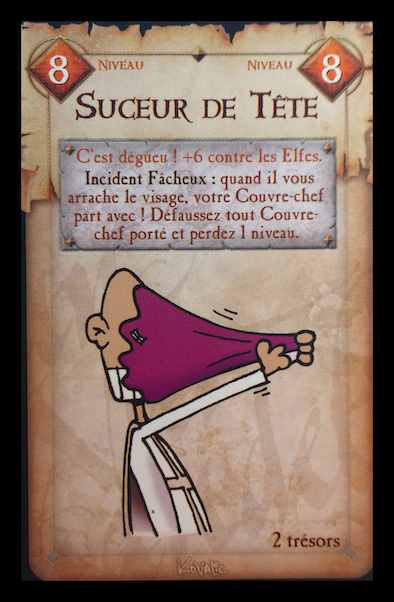 8 Niveau Niveau 8
Suceur de Tête
C'est dégueu ! +6 contre les Elfes.
Incident Fâcheux : quand il vous
arrache le visage, votre Couvre-chef
part avec ! Défaussez tout Couvre-
chef porté et perdez 1 niveau.
2 trésors
Kovalic